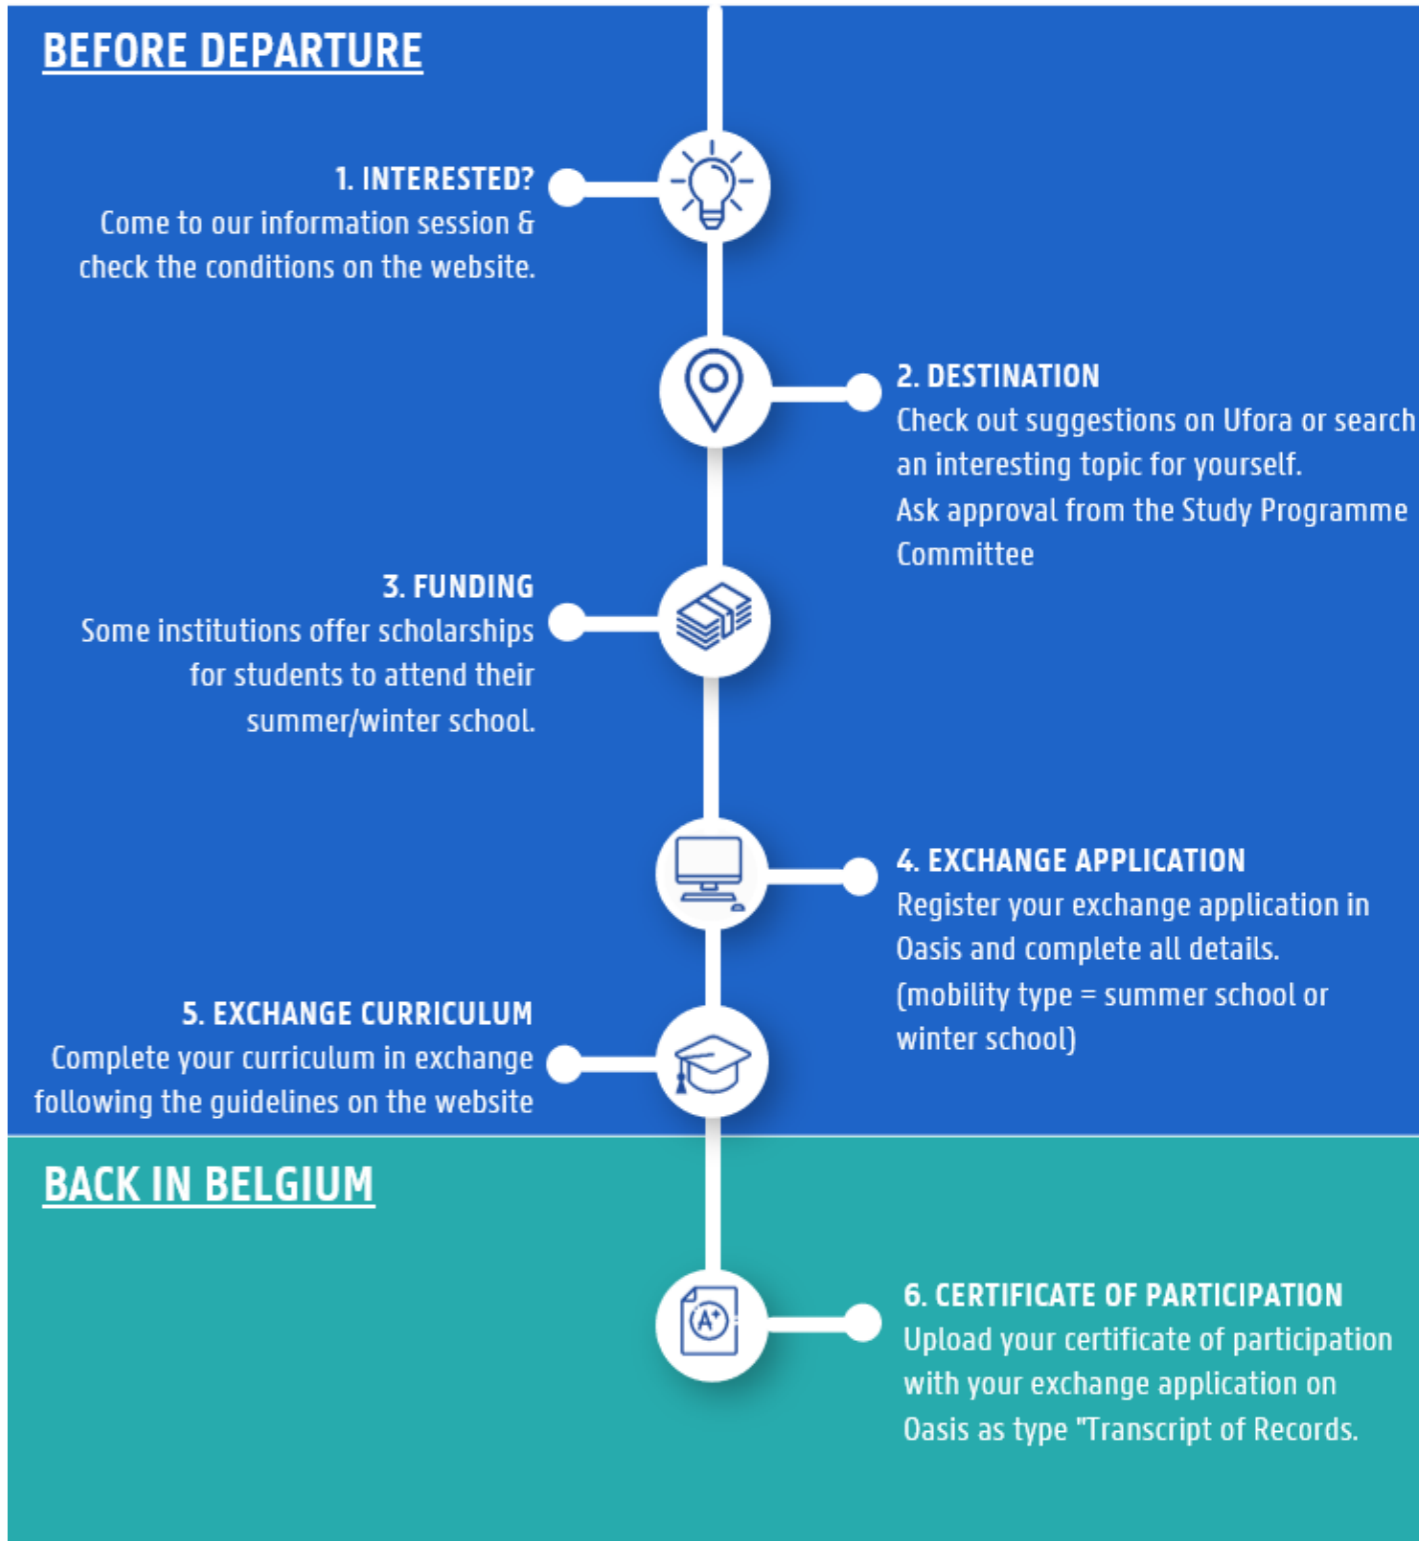 BEFORE DEPARTURE
1. INTERESTED?
Come to our information session &
check the conditions on the website.
2. DESTINATION
Check out suggestions on Ufora or search
an interesting topic for yourself.
Ask approval from the Study Programme
Committee
3. FUNDING
Some institutions offer scholarships
for students to attend their
summer/winter school.
4. EXCHANGE APPLICATION
Register your exchange application in
Oasis and complete all details.
(mobility type = summer school or
winter school)
5. EXCHANGE CURRICULUM
Complete your curriculum in exchange
following the guidelines on the website
BACK IN BELGIUM
A+
6. CERTIFICATE OF PARTICIPATION
Upload your certificate of participation
with your exchange application on
Oasis as type "Transcript of Records.